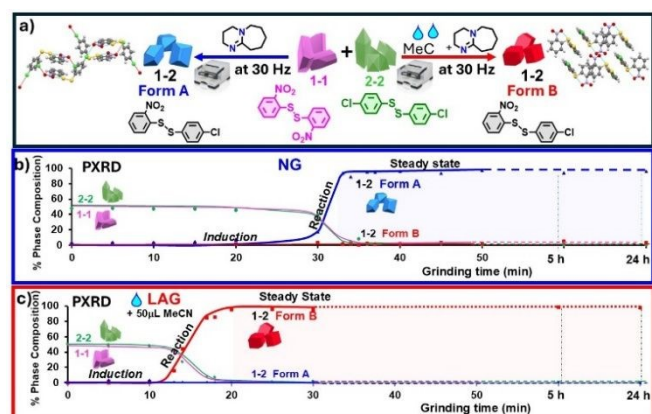 a)
N
N
1-2
Form A
at 30 Hz
1-1
+
2-2
MeC
+
N
N
at 30 Hz
1-2
Form B
NO2
S
S
Cl
NO2
S
S
O2N
Cl
S
S
Cl
NO2
S
S
Cl
b)
PXRD
NG
Steady state
% Phase Composition)
100
80
60
40
20
0
2-2
1-1
Induction
Reaction
1-2 Form A
1-2 Form B
0 10 20 30 40 50 5 h 24 h
Grinding time (min)
c)
PXRD
LAG
+ 50µL MeCN
Steady State
% Phase Composition)
100
80
60
40
20
0
2-2
1-1
Induction
Reaction
1-2 Form B
1-2 Form A
0 10 20 30 40 50 5 h 24 h
Grinding time (min)